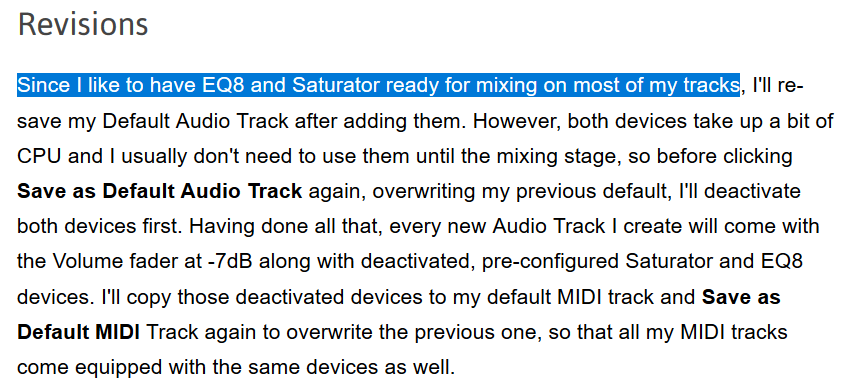 Revisions
Since I like to have EQ8 and Saturator ready for mixing on most of my tracks, I'll re-
save my Default Audio Track after adding them. However, both devices take up a bit of
CPU and I usually don't need to use them until the mixing stage, so before clicking
Save as Default Audio Track again, overwriting my previous default, I'll deactivate
both devices first. Having done all that, every new Audio Track I create will come with
the Volume fader at -7dB along with deactivated, pre-configured Saturator and EQ8
devices. I'll copy those deactivated devices to my default MIDI track and Save as
Default MIDI Track again to overwrite the previous one, so that all my MIDI tracks
come equipped with the same devices as well.